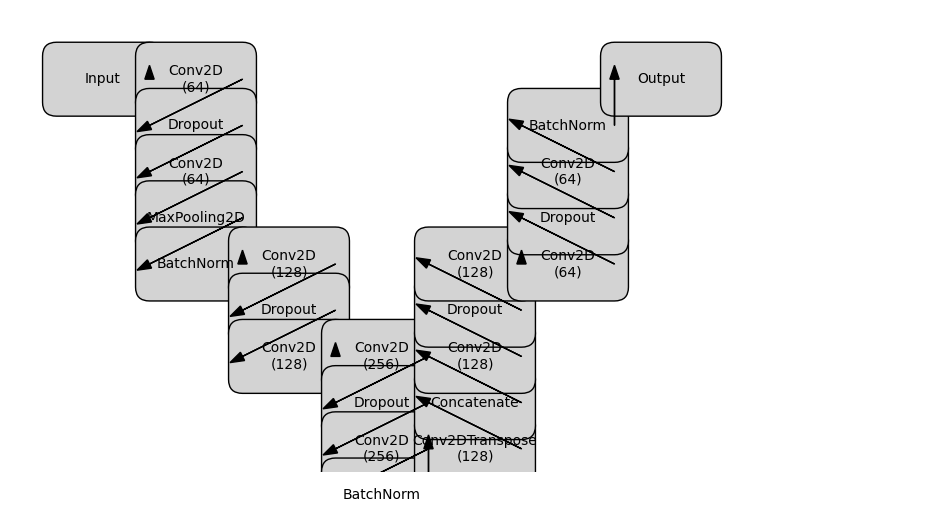 Input
Conv2D
(64)
Dropout
Conv2D
(64)
MaxPooling2D
BatchNorm
Conv2D
(128)
Dropout
Conv2D
(128)
Conv2D
(256)
Dropout
Conv2D
(256)
BatchNorm
Conv2DTranspose
(128)
Concatenate
Conv2D
(128)
Dropout
Conv2D
(128)
Conv2D
(64)
Dropout
Conv2D
(64)
BatchNorm
Output